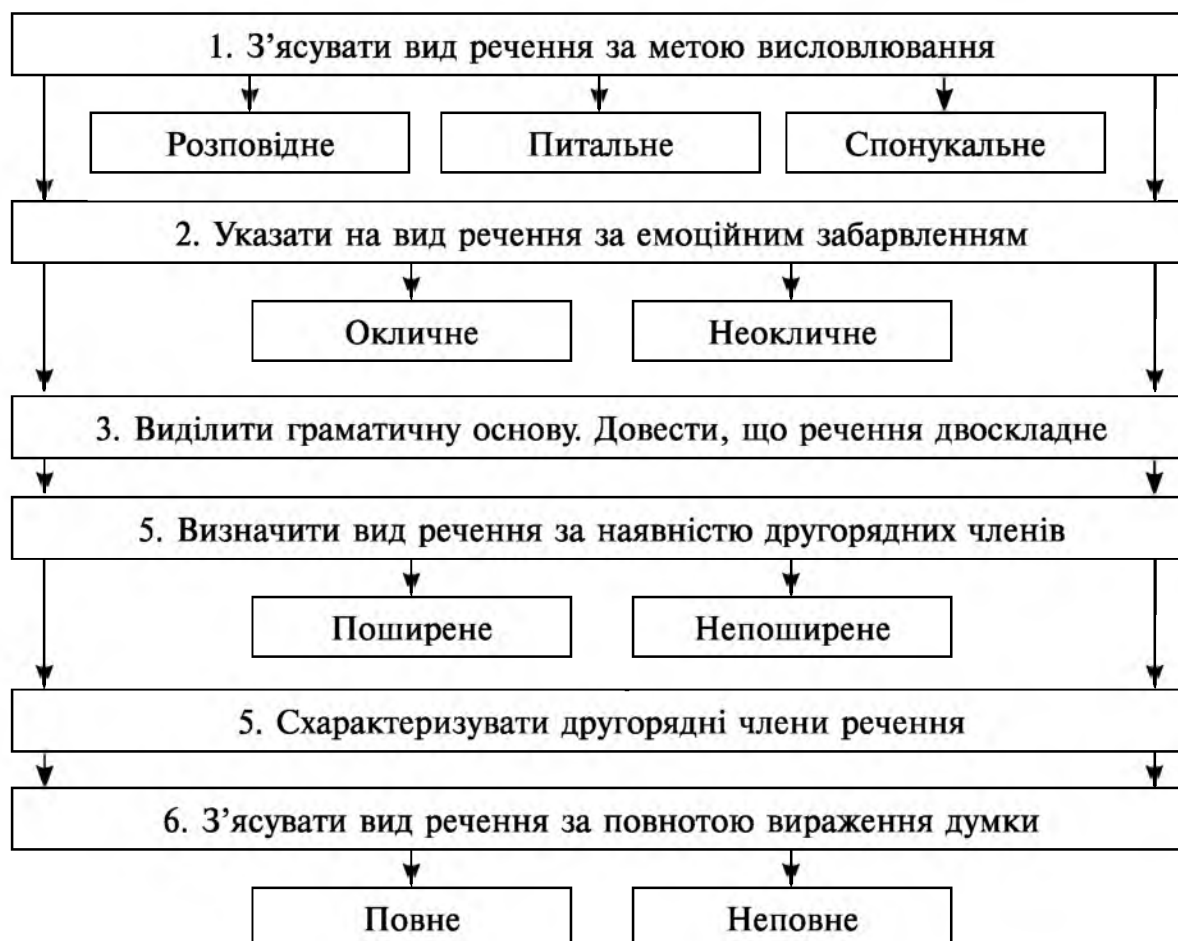 1. З’ясувати вид речення за метою висловлювання
Розповідне Питальне Спонукальне
2. Указати на вид речення за емоційним забарвленням
Окличне Неокличне
3. Виділити граматичну основу. Довести, що речення двоскладне
5. Визначити вид речення за наявністю другорядних членів
Поширене Непоширене
5. Схарактеризувати другорядні члени речення
6. З’ясувати вид речення за повнотою вираження думки
Повне Неповне